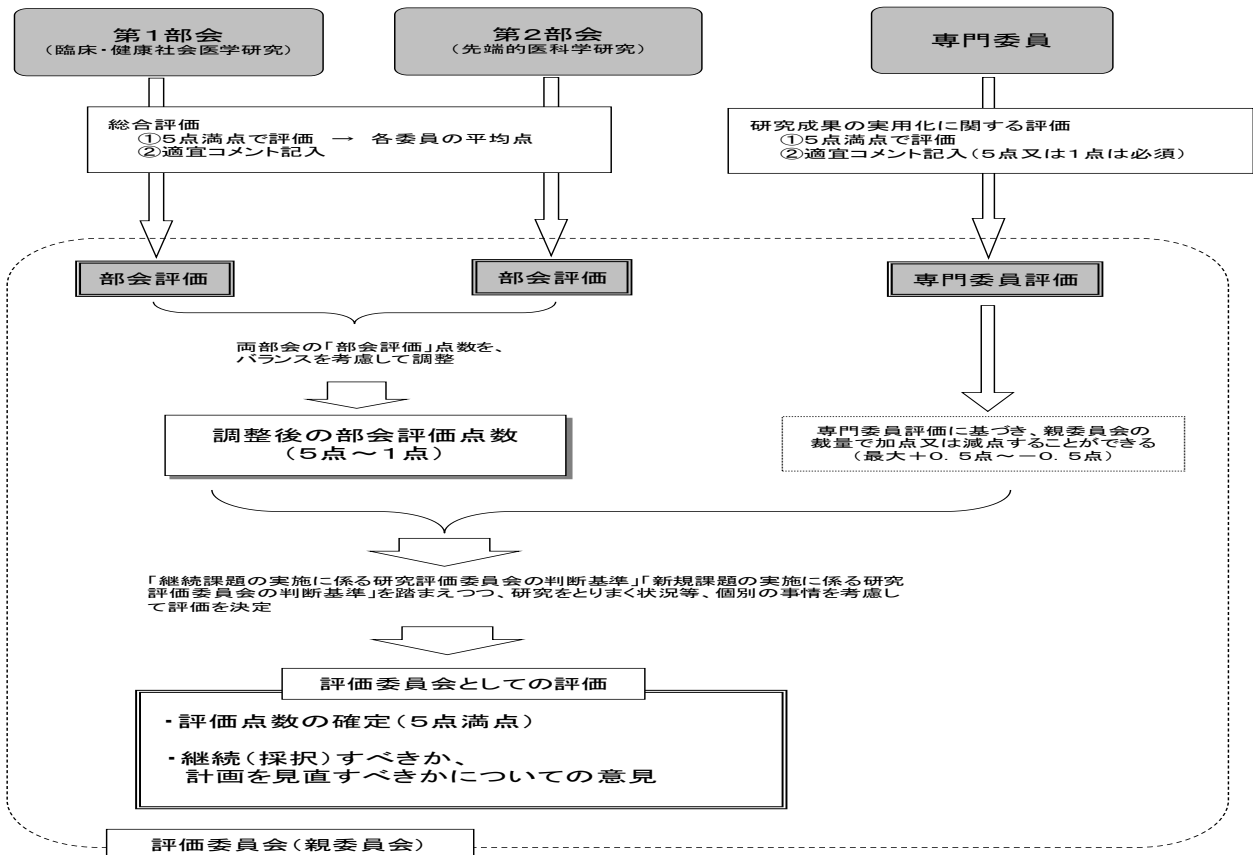 第1部会
(臨床・健康社会医学研究)
第2部会
(先端的医科学研究)
専門委員
総合評価
①5点満点で評価 → 各委員の平均点
②適宜コメント記入
研究成果の実用化に関する評価
①5点満点で評価
②適宜コメント記入(5点又は1点は必須)
部会評価
部会評価
専門委員評価
両部会の「部会評価」点数を、
バランスを考慮して調整
調整後の部会評価点数
(5点~1点)
専門委員評価に基づき、親委員会の
裁量で加点又は減点することができる
(最大+0.5点~-0.5点)
「継続課題の実施に係る研究評価委員会の判断基準」「新規課題の実施に係る研究
評価委員会の判断基準」を踏まえつつ、研究をとりまく状況等、個別の事情を考慮し
て評価を決定
評価委員会としての評価
・評価点数の確定(5点満点)
・継続(採択)すべきか、
計画を見直すべきかについての意見
評価委員会(親委員会)